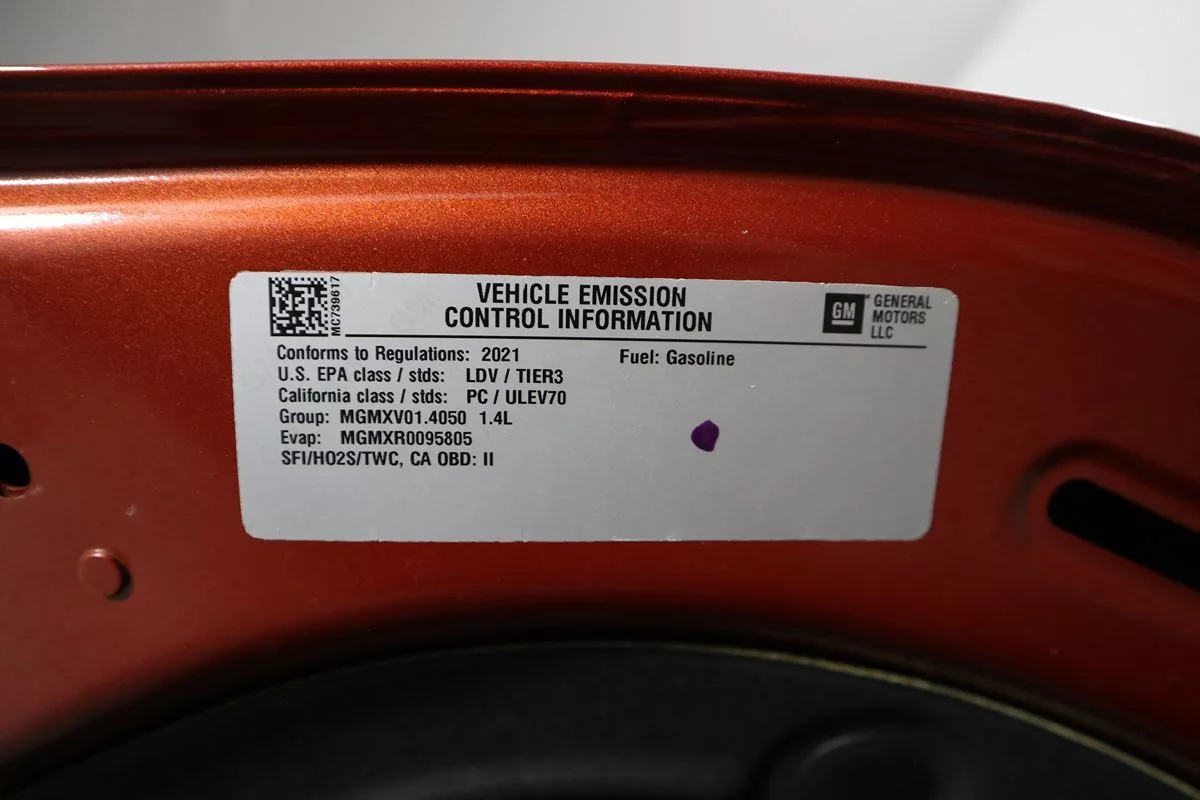 MC739617
VEHICLE EMISSION
CONTROL INFORMATION
GM
GENERAL
MOTORS
LLC
Conforms to Regulations: 2021
Fuel: Gasoline
U.S. EPA class / stds: LDV / TIER3
California class / stds: PC / ULEV70
Group: MGMXV01.4050 1.4L
Evap: MGMXR0095805
SFI/HO2S/TWC, CA OBD: II